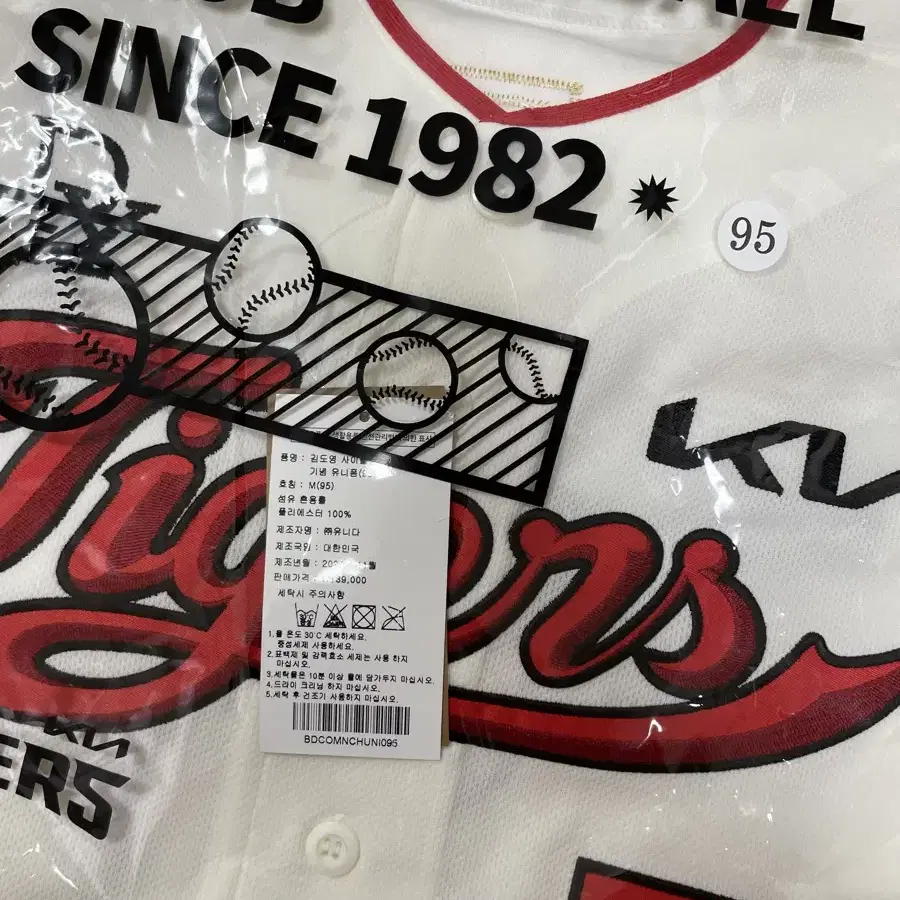 SINCE 1982
95
Tigers
품명 : 김도영
기념 유니폼
호칭 : M(95)
섬유 혼용률
폴리에스터 100%
제조자명 : ㈜유니다
제조국명 : 대한민국
제조년월 :
판매가격 :
세탁시 주의사항
1.물 온도 30℃ 세탁하세요.
중성세제 사용하세요.
2.표백제 및 강력효소 세제는 사용 하지
마십시오.
3.세탁물은 10분 이상 물에 담가두지 마십시오.
4.드라이 크리닝 하지 마십시오.
5.세탁 후 건조기 사용하지 마십시오.
BDCOMNCHUNI095
ERS